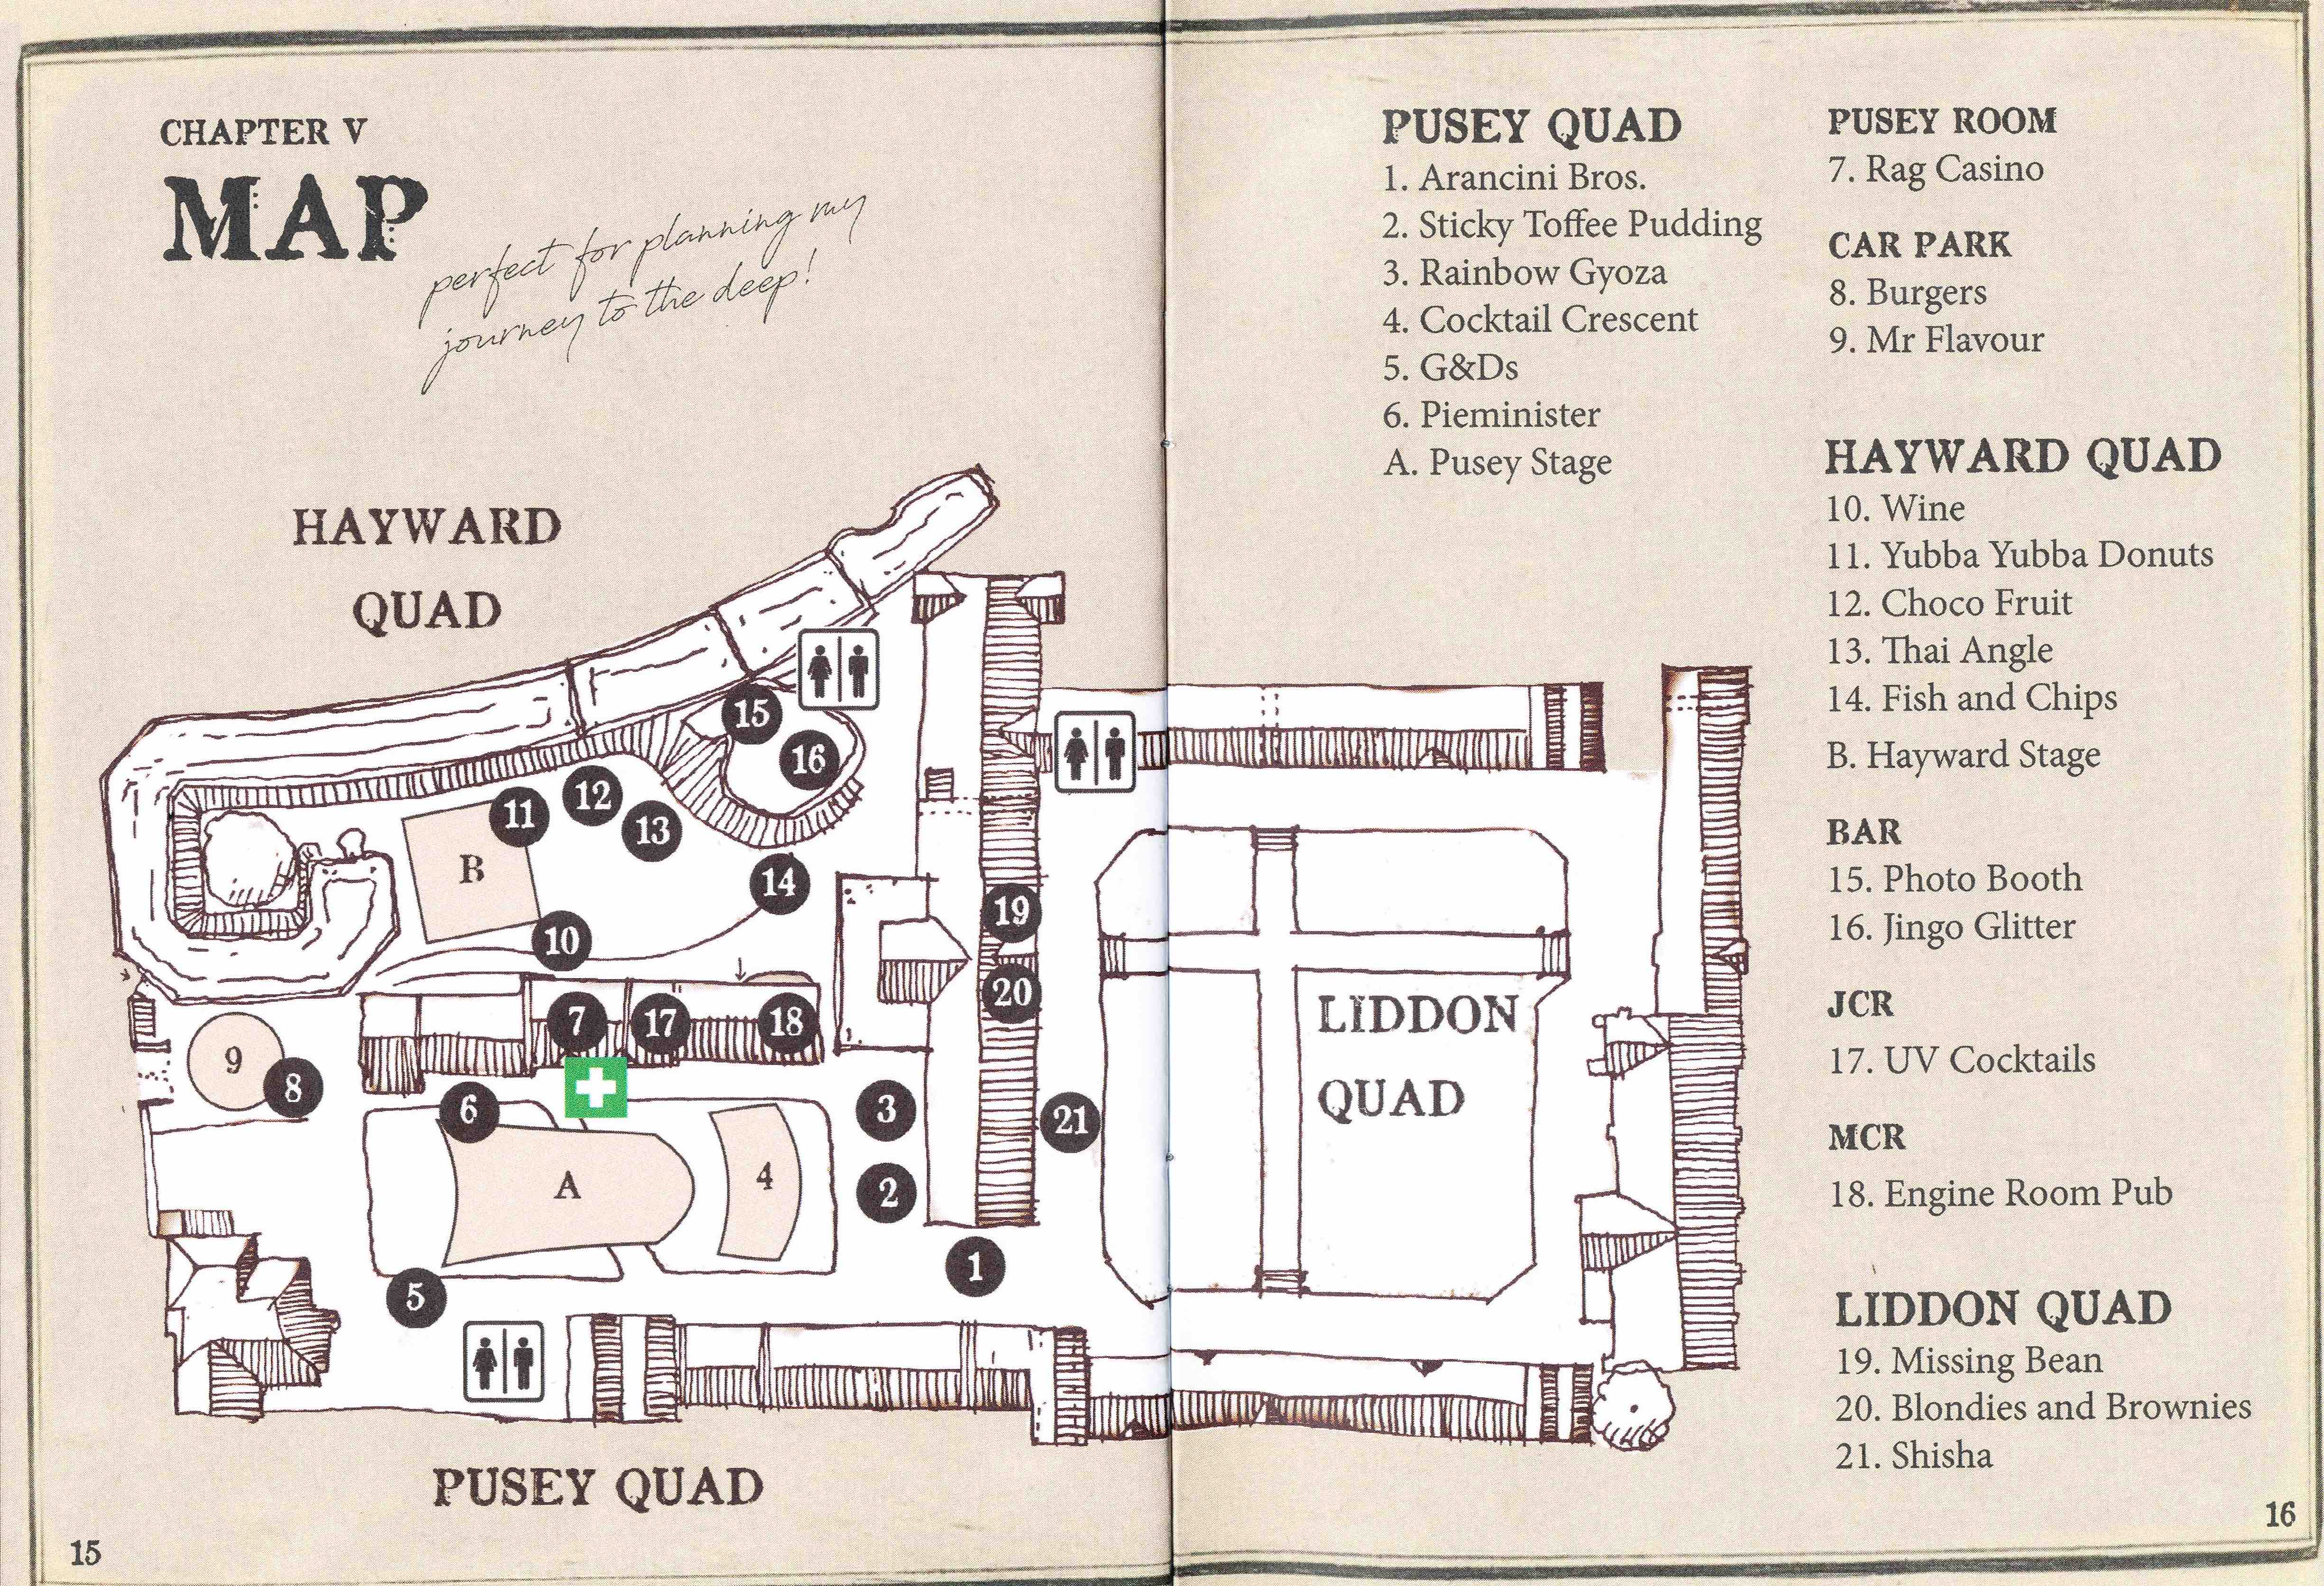 CHAPTER V
MAP
perfect for planning my
journey to the deep!
HAYWARD
QUAD
15
16
11
12
13
B
14
10
19
20
7
17
18
9
8
6
3
21
A
4
2
1
5
LIDDON
QUAD
PUSEY QUAD
15
PUSEY QUAD
1. Arancini Bros.
2. Sticky Toffee Pudding
3. Rainbow Gyoza
4. Cocktail Crescent
5. G&Ds
6. Pieminister
A. Pusey Stage
PUSEY ROOM
7. Rag Casino
CAR PARK
8. Burgers
9. Mr Flavour
HAYWARD QUAD
10. Wine
11. Yubba Yubba Donuts
12. Choco Fruit
13. Thai Angle
14. Fish and Chips
B. Hayward Stage
BAR
15. Photo Booth
16. Jingo Glitter
JCR
17. UV Cocktails
MCR
18. Engine Room Pub
LIDDON QUAD
19. Missing Bean
20. Blondies and Brownies
21. Shisha
16